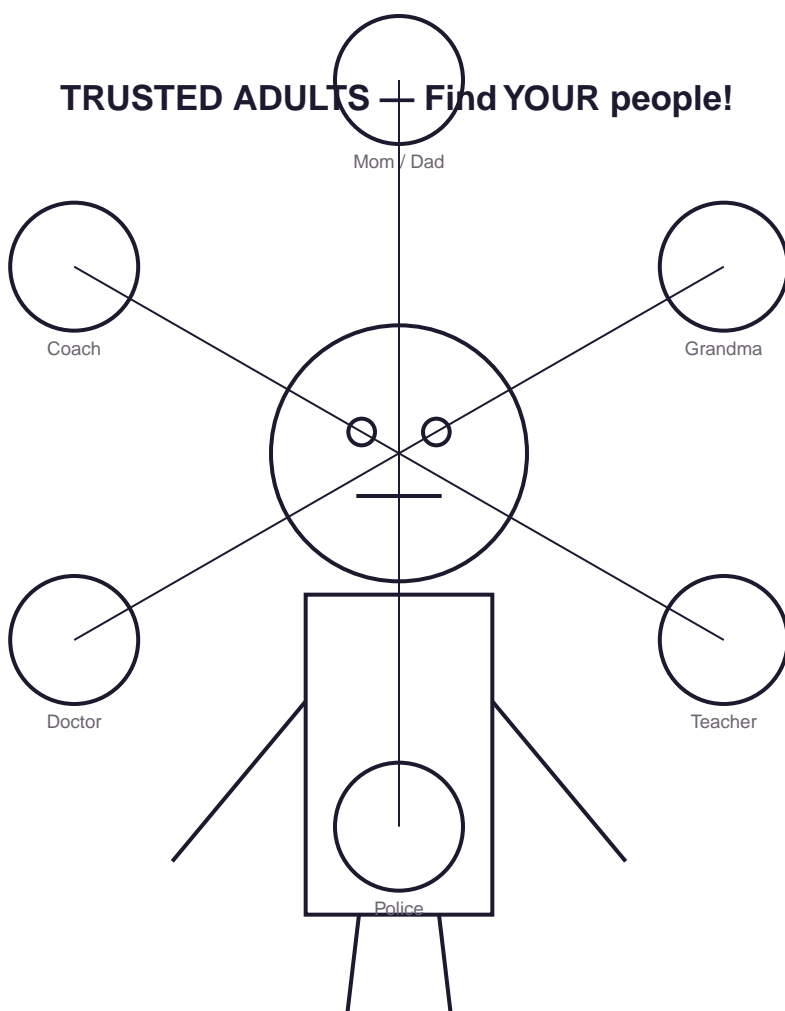 TRUSTED ADULTS — Find YOUR people!
Mom / Dad
Coach
Grandma
Doctor
Teacher
Police